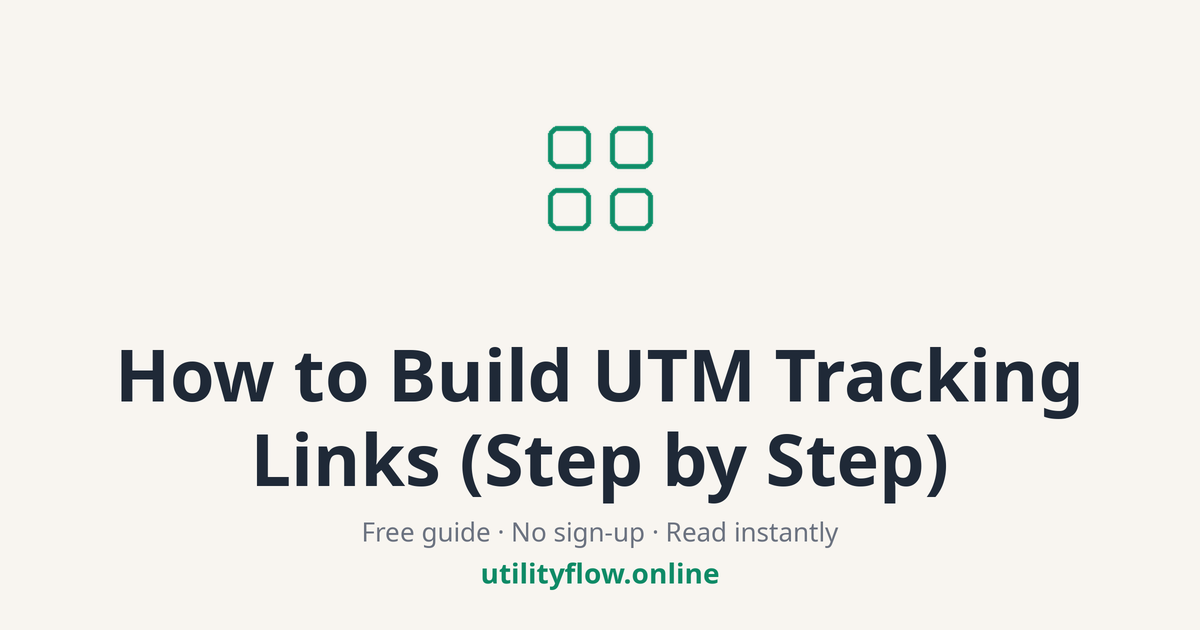 How to Build UTM Tracking
Links (Step by Step)
Free guide · No sign-up · Read instantly
utilityflow.online